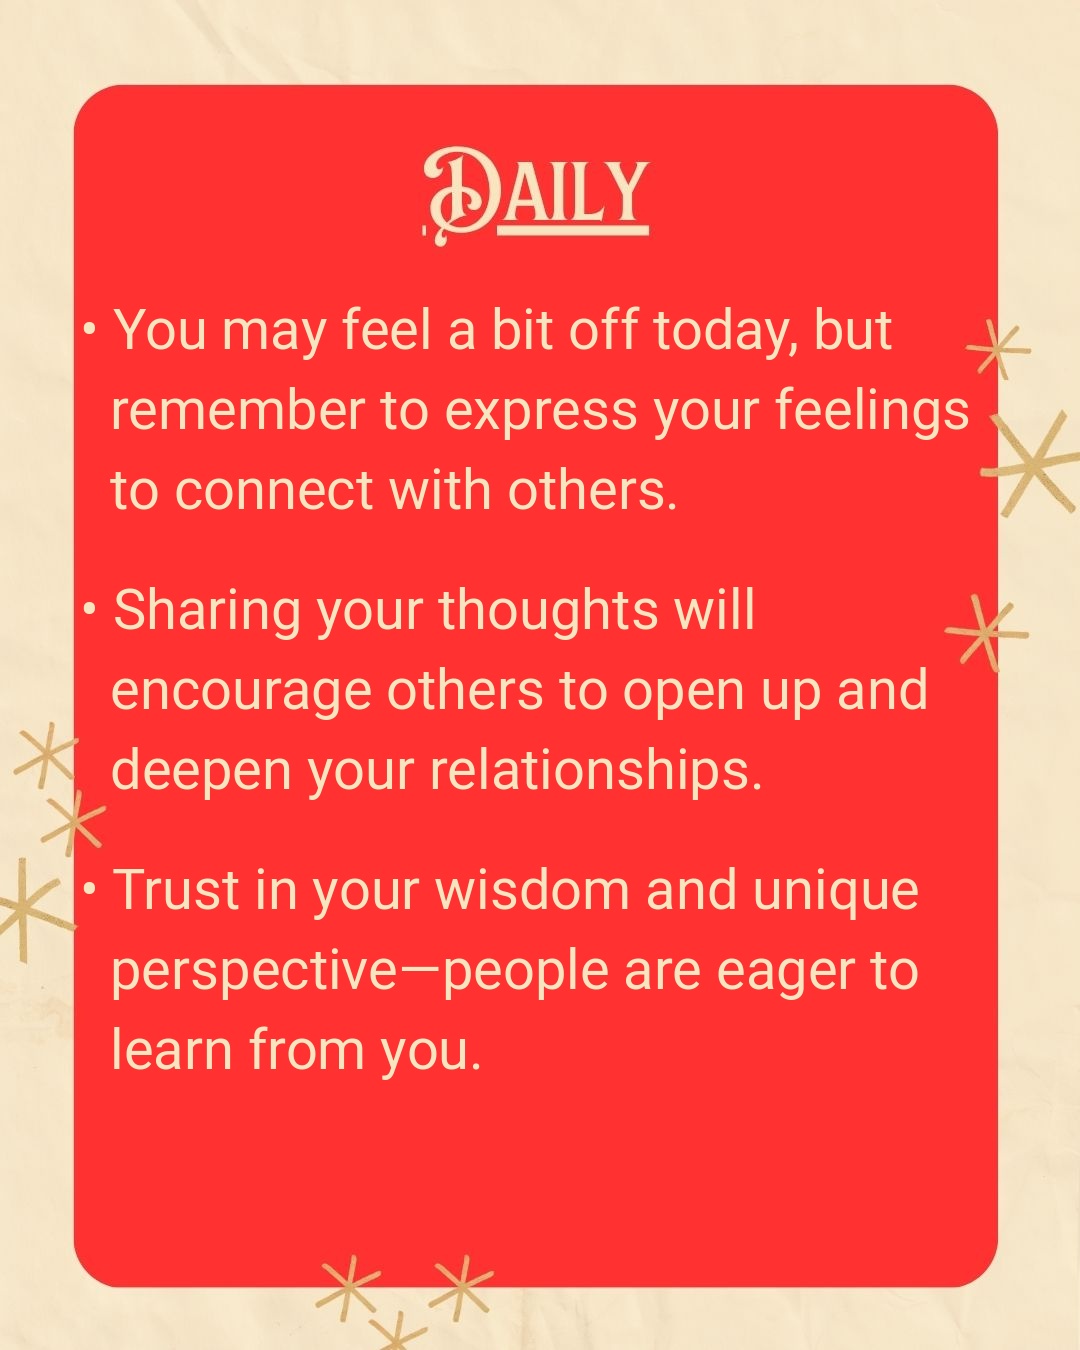 Daily
• You may feel a bit off today, but
remember to express your feelings
to connect with others.
• Sharing your thoughts will
encourage others to open up and
deepen your relationships.
• Trust in your wisdom and unique
perspective—people are eager to
learn from you.